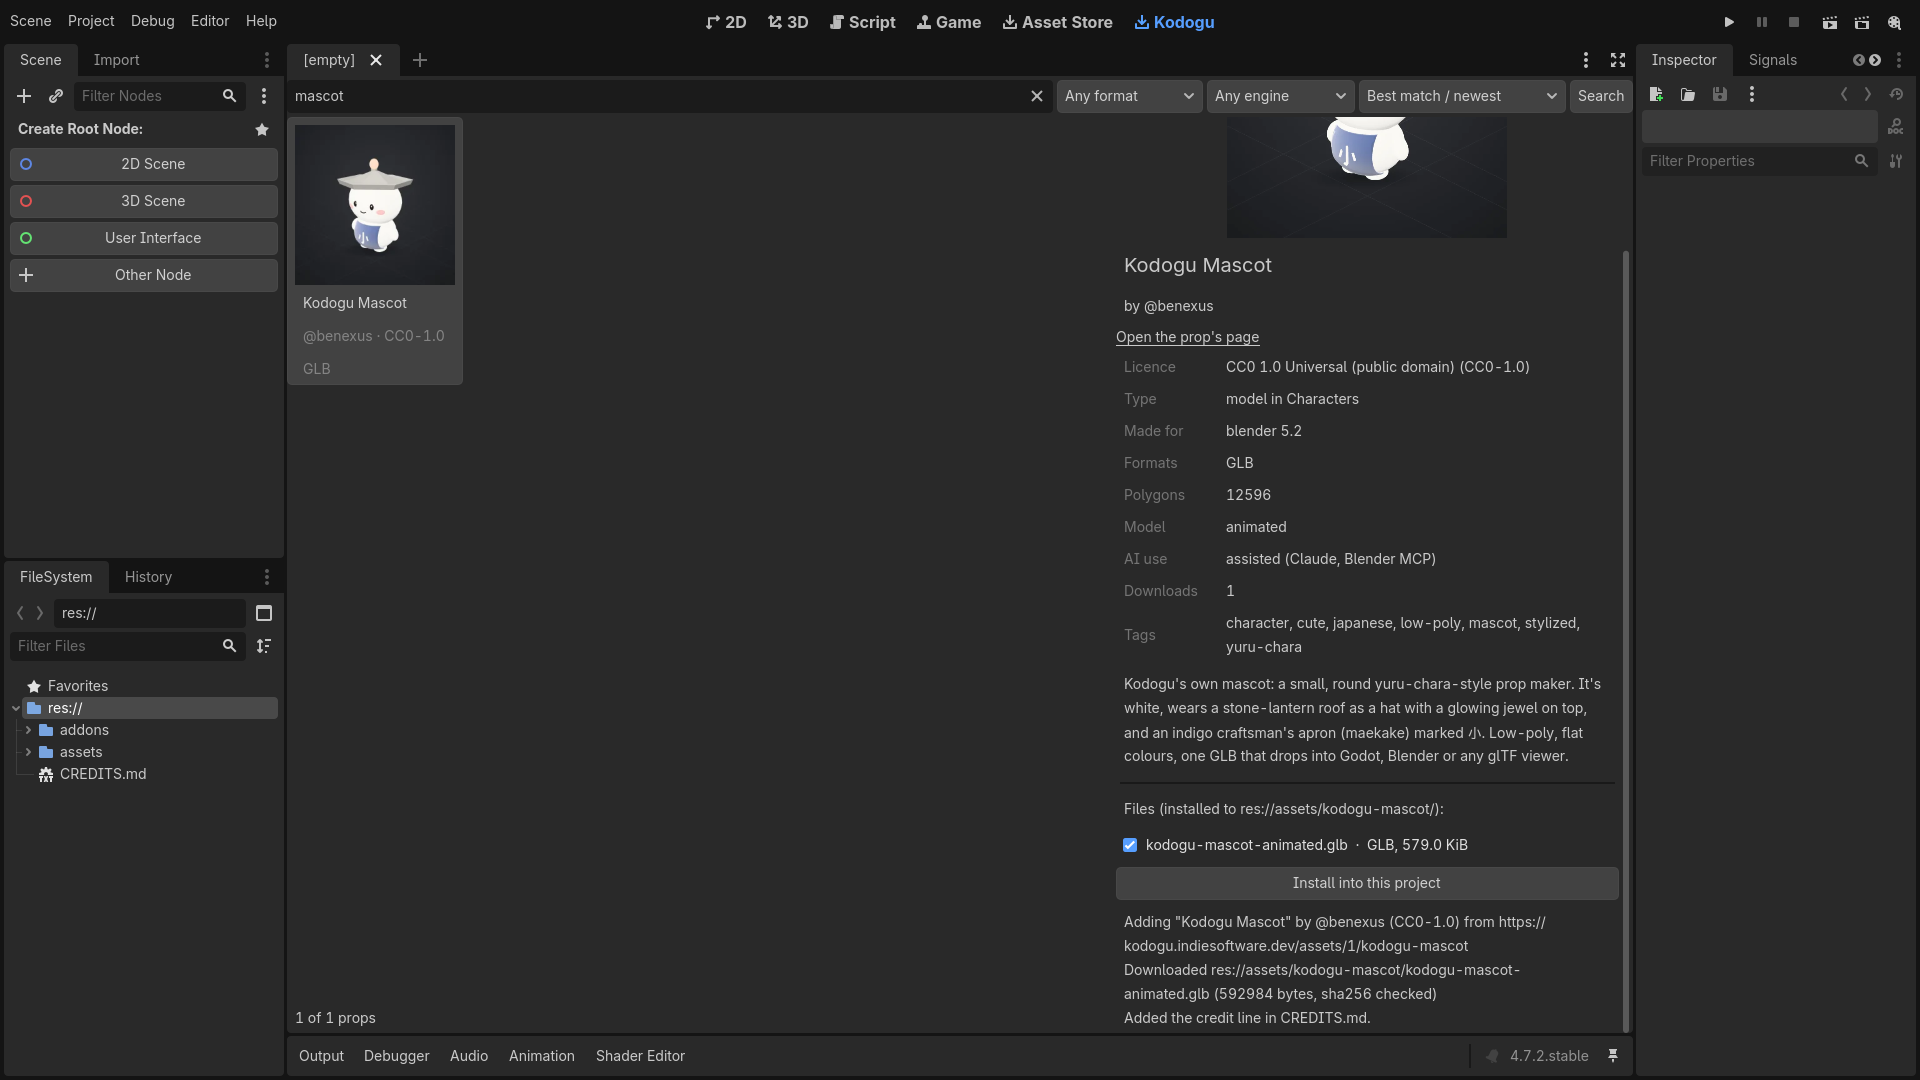 Scene Project Debug Editor Help
2D 3D Script Game Asset Store Kodogu
Scene Import
Filter Nodes
Create Root Node:
2D Scene
3D Scene
User Interface
Other Node
FileSystem History
res://
Filter Files
Favorites
res://
addons
assets
CREDITS.md
[empty]
mascot
Any format Any engine Best match / newest Search
小
Kodogu Mascot
@benexus · CC0-1.0
GLB
1 of 1 props
小
Kodogu Mascot
by @benexus
Open the prop's page
Licence CC0 1.0 Universal (public domain) (CC0-1.0)
Type model in Characters
Made for blender 5.2
Formats GLB
Polygons 12596
Model animated
AI use assisted (Claude, Blender MCP)
Downloads 1
Tags character, cute, japanese, low-poly, mascot, stylized,
yuru-chara
Kodogu's own mascot: a small, round yuru-chara-style prop maker. It's
white, wears a stone-lantern roof as a hat with a glowing jewel on top,
and an indigo craftsman's apron (maekake) marked 小. Low-poly, flat
colours, one GLB that drops into Godot, Blender or any glTF viewer.
Files (installed to res://assets/kodogu-mascot/):
kodogu-mascot-animated.glb · GLB, 579.0 KiB
Install into this project
Adding "Kodogu Mascot" by @benexus (CC0-1.0) from https://
kodogu.indiesoftware.dev/assets/1/kodogu-mascot
Downloaded res://assets/kodogu-mascot/kodogu-mascot-
animated.glb (592984 bytes, sha256 checked)
Added the credit line in CREDITS.md.
Output Debugger Audio Animation Shader Editor
4.7.2.stable
Inspector Signals
DOC
Filter Properties